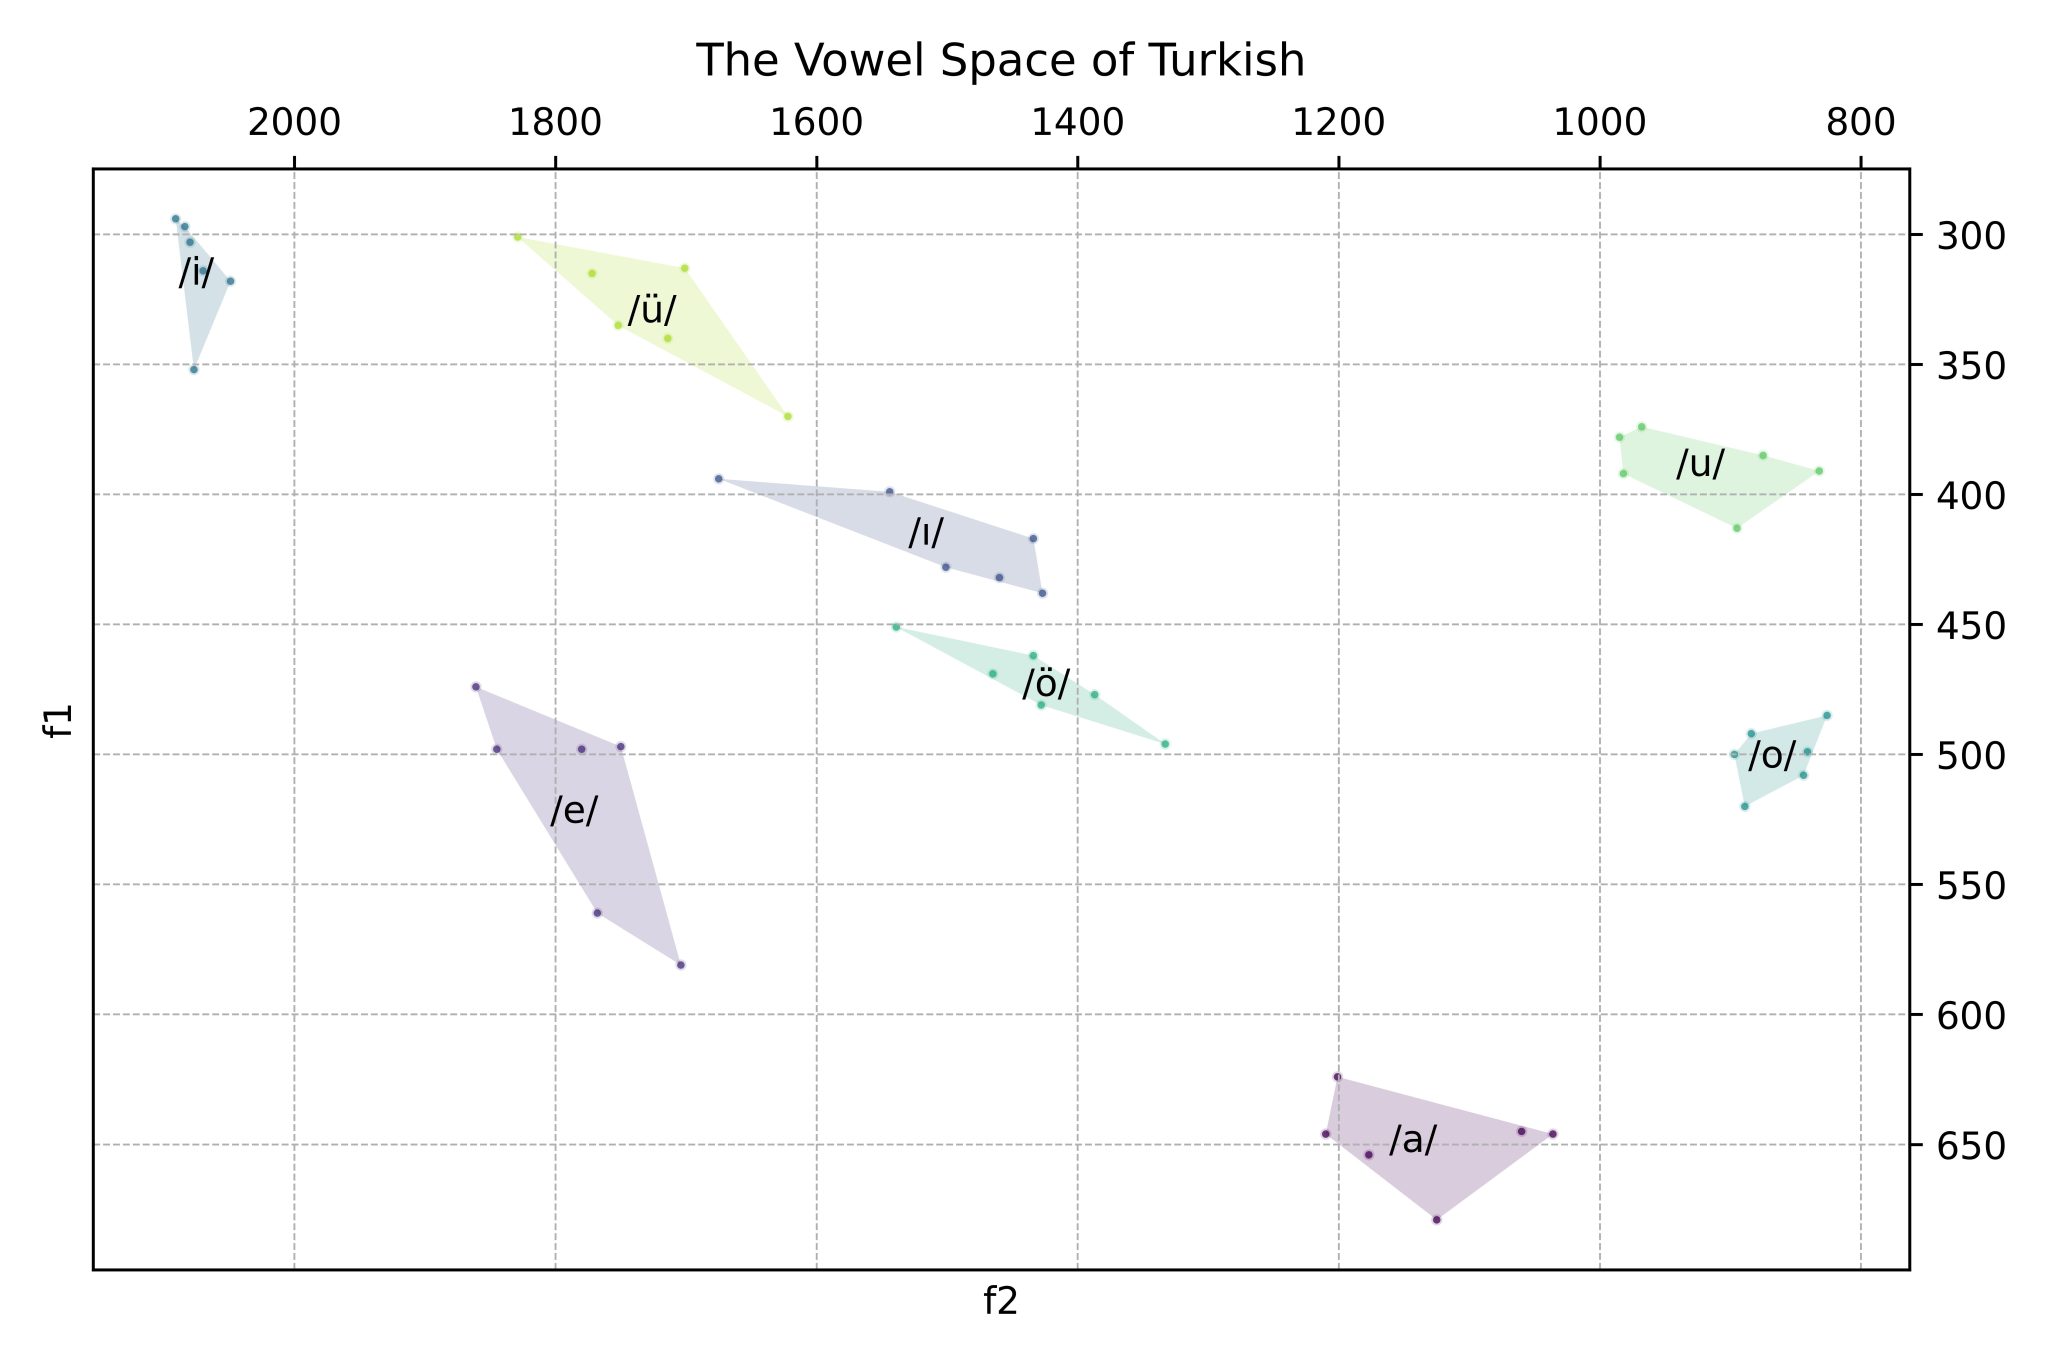 The Vowel Space of Turkish
2000 1800 1600 1400 1200 1000 800
300
350
400
450
500
550
600
650
/i/
/ü/
/u/
/ı/
/ö/
/o/
/e/
/a/
f1
f2